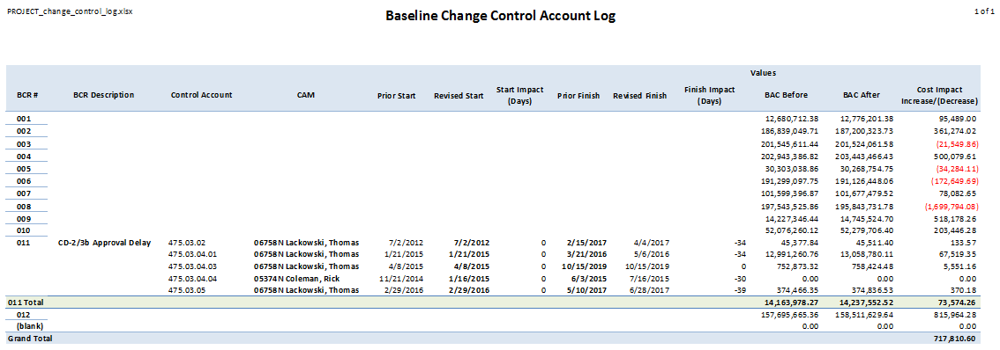 PROJECT_change_control_log.xlsx Baseline Change Control Account Log 1 of 1
Values
BCR # BCR Description Control Account CAM Prior Start Revised Start Start Impact (Days) Prior Finish Revised Finish Finish Impact (Days) BAC Before BAC After Cost Impact Increase/(Decrease)
001 12,680,712.38 12,776,201.38 95,489.00
002 186,839,049.71 187,200,323.73 361,274.02
003 201,545,611.44 201,524,061.58 (21,549.86)
004 202,943,386.82 203,443,466.43 500,079.61
005 30,303,038.86 30,268,754.75 (34,284.11)
006 191,299,097.75 191,126,448.06 (172,649.69)
007 101,599,396.87 101,677,479.52 78,082.65
008 197,543,525.86 195,843,731.78 (1,699,794.08)
009 14,227,346.44 14,745,524.70 518,178.26
010 52,076,260.12 52,279,706.40 203,446.28
011 CD-2/3b Approval Delay 475.03.02 06758N Lackowski, Thomas 7/2/2012 7/2/2012 0 2/15/2017 4/4/2017 -34 45,377.84 45,511.40 133.57
475.03.04.01 06758N Lackowski, Thomas 1/21/2015 1/21/2015 0 3/21/2016 5/6/2016 -34 12,991,260.76 13,058,780.11 67,519.35
475.03.04.03 06758N Lackowski, Thomas 4/8/2015 4/8/2015 0 10/15/2019 10/15/2019 0 752,873.32 758,424.48 5,551.16
475.03.04.04 05374N Coleman, Rick 11/21/2014 1/16/2015 0 6/3/2015 7/16/2015 -30 0.00 0.00 0.00
475.03.05 06758N Lackowski, Thomas 2/29/2016 2/29/2016 0 5/10/2017 6/28/2017 -39 374,466.35 374,836.53 370.18
011 Total 14,163,978.27 14,237,552.52 73,574.26
012 157,695,665.36 158,511,629.64 815,964.28
(blank) 0.00 0.00 0.00
Grand Total 717,810.60